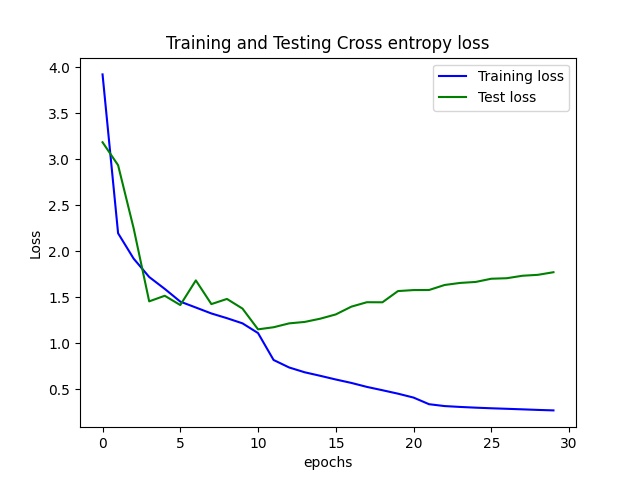 Training and Testing Cross entropy loss
Training loss
Test loss
Loss
4.0
3.5
3.0
2.5
2.0
1.5
1.0
0.5
0 5 10 15 20 25 30
epochs